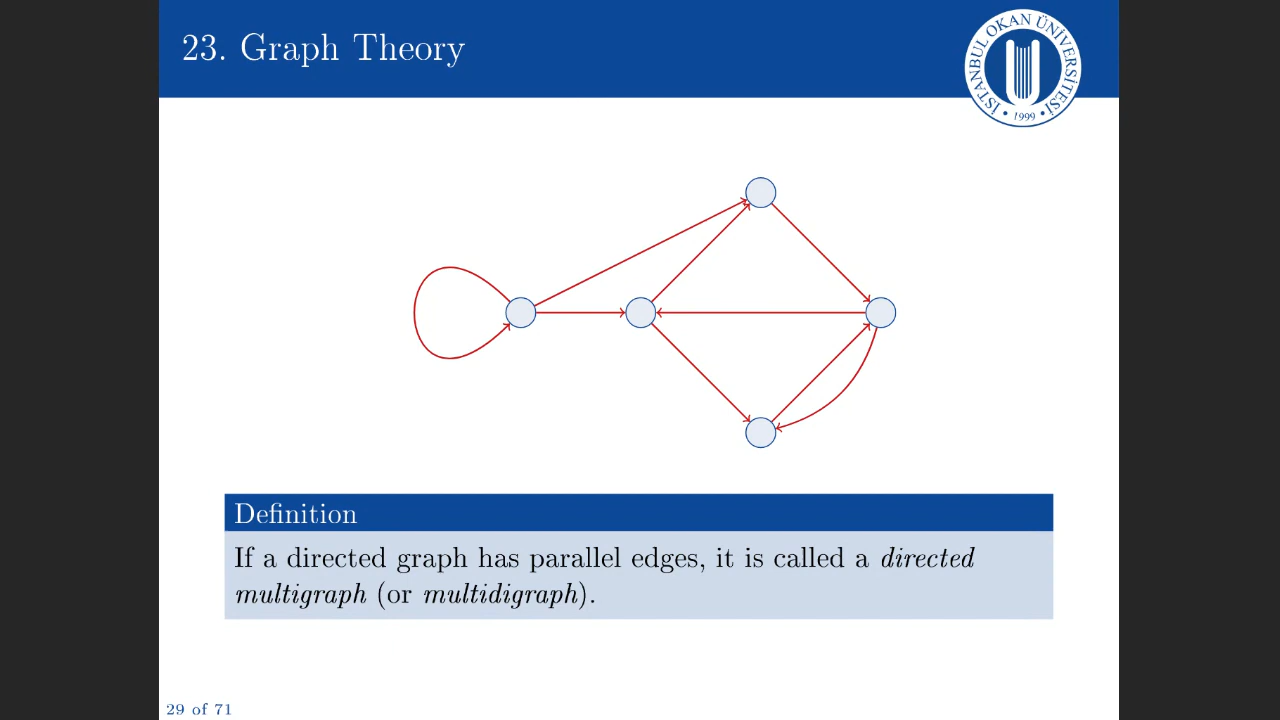 23. Graph Theory
İSTANBUL OKAN ÜNİVERSİTESİ
• 1999 •
Definition
If a directed graph has parallel edges, it is called a directed
multigraph (or multidigraph).
29 of 71